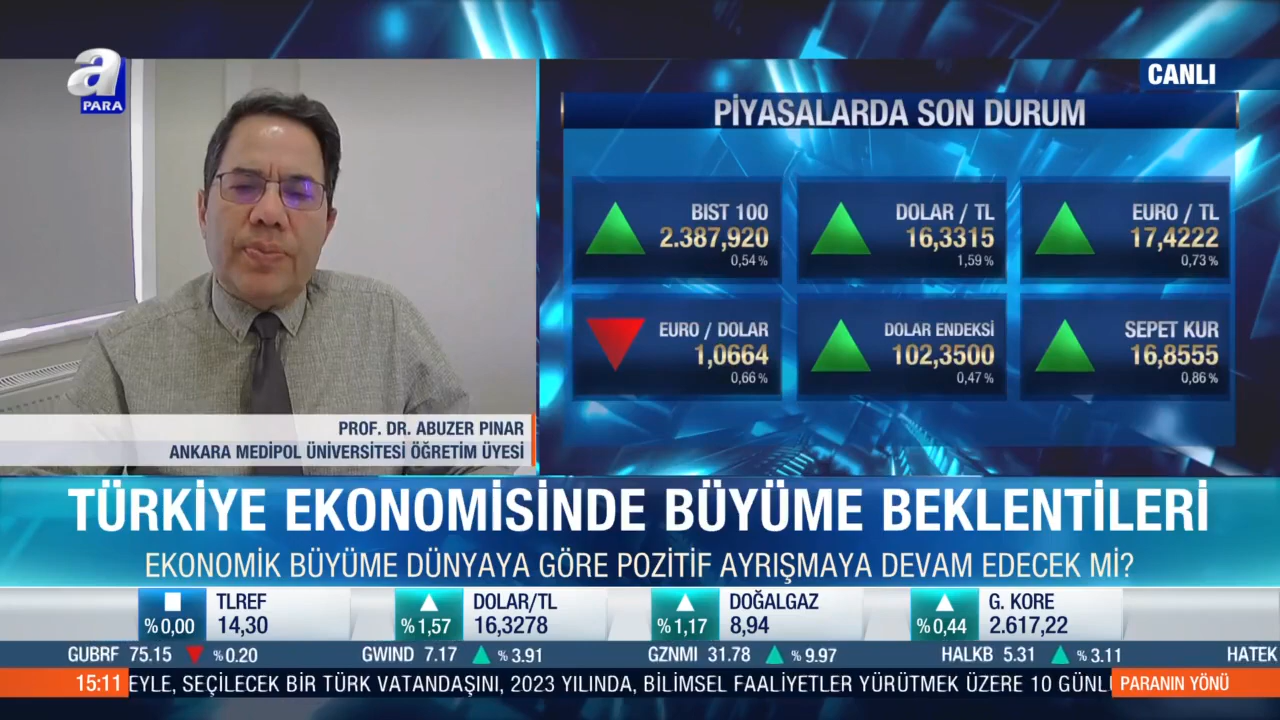 a
PARA
CANLI
PİYASALARDA SON DURUM
BIST 100
2.387,920
0,54 %
DOLAR / TL
16,3315
1,59 %
EURO / TL
17,4222
0,73 %
EURO / DOLAR
1,0664
0,66 %
DOLAR ENDEKSİ
102,3500
0,47 %
SEPET KUR
16,8555
0,86 %
PROF. DR. ABUZER PINAR
ANKARA MEDİPOL ÜNİVERSİTESİ ÖĞRETİM ÜYESİ
TÜRKİYE EKONOMİSİNDE BÜYÜME BEKLENTİLERİ
EKONOMİK BÜYÜME DÜNYAYA GÖRE POZİTİF AYRIŞMAYA DEVAM EDECEK Mİ?
% 0,00 TLREF 14,30
% 1,57 DOLAR/TL 16,3278
% 1,17 DOĞALGAZ 8,94
% 0,44 G. KORE 2.617,22
GUBRF 75.15 % 0.20 GWIND 7.17 % 3.91 GZNMI 31.78 % 9.97 HALKB 5.31 % 3.11 HATEK
15:11 EYLE, SEÇİLECEK BİR TÜRK VATANDAŞINI, 2023 YILINDA, BİLİMSEL FAALİYETLER YÜRÜTMEK ÜZERE 10 GÜNL PARANIN YÖNÜ